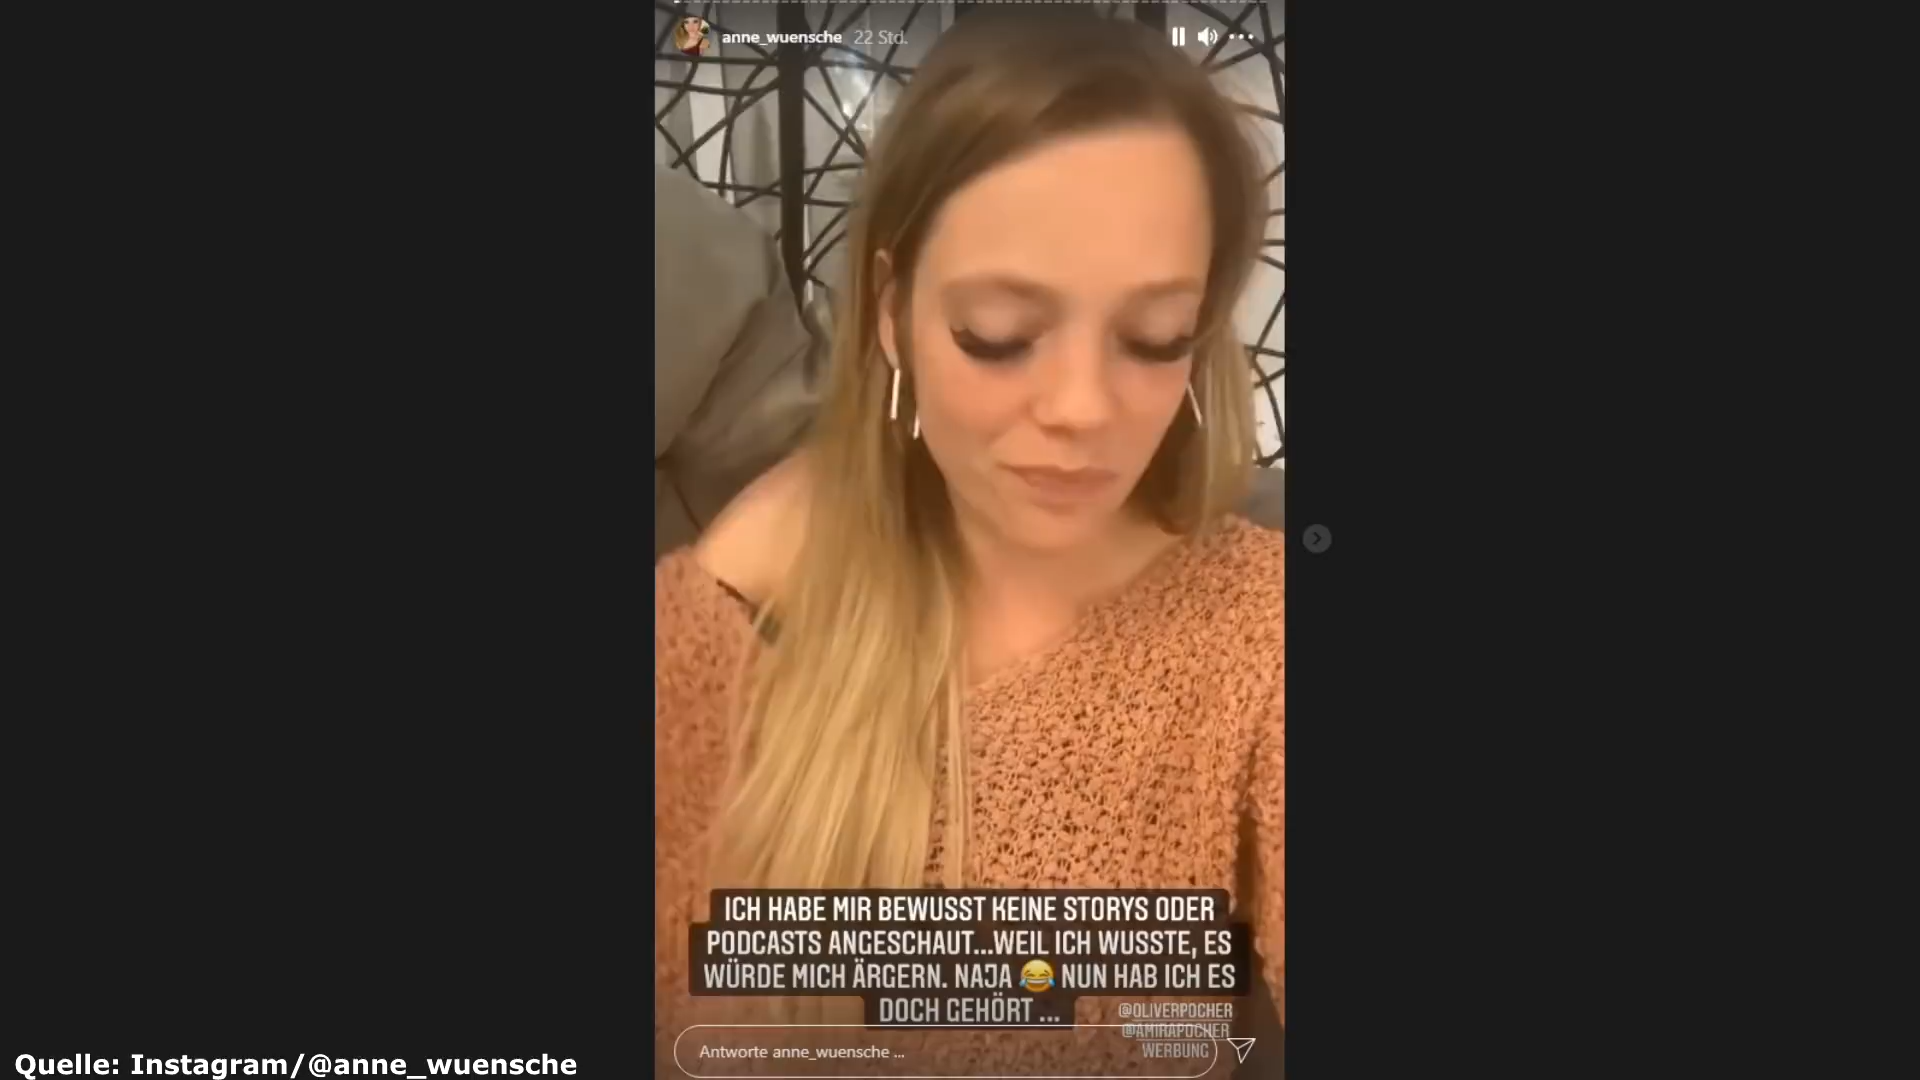 anne_wuensche 22 Std.
ICH HABE MIR BEWUSST KEINE STORYS ODER
PODCASTS ANGESCHAUT...WEIL ICH WUSSTE, ES
WÜRDE MICH ÄRGERN. NAJA 😂 NUN HAB ICH ES
DOCH GEHÖRT ...
@OLIVERPOCHER
@AMIRAPOCHER
WERBUNG
Antworte anne_wuensche ...
Quelle: Instagram/@anne_wuensche